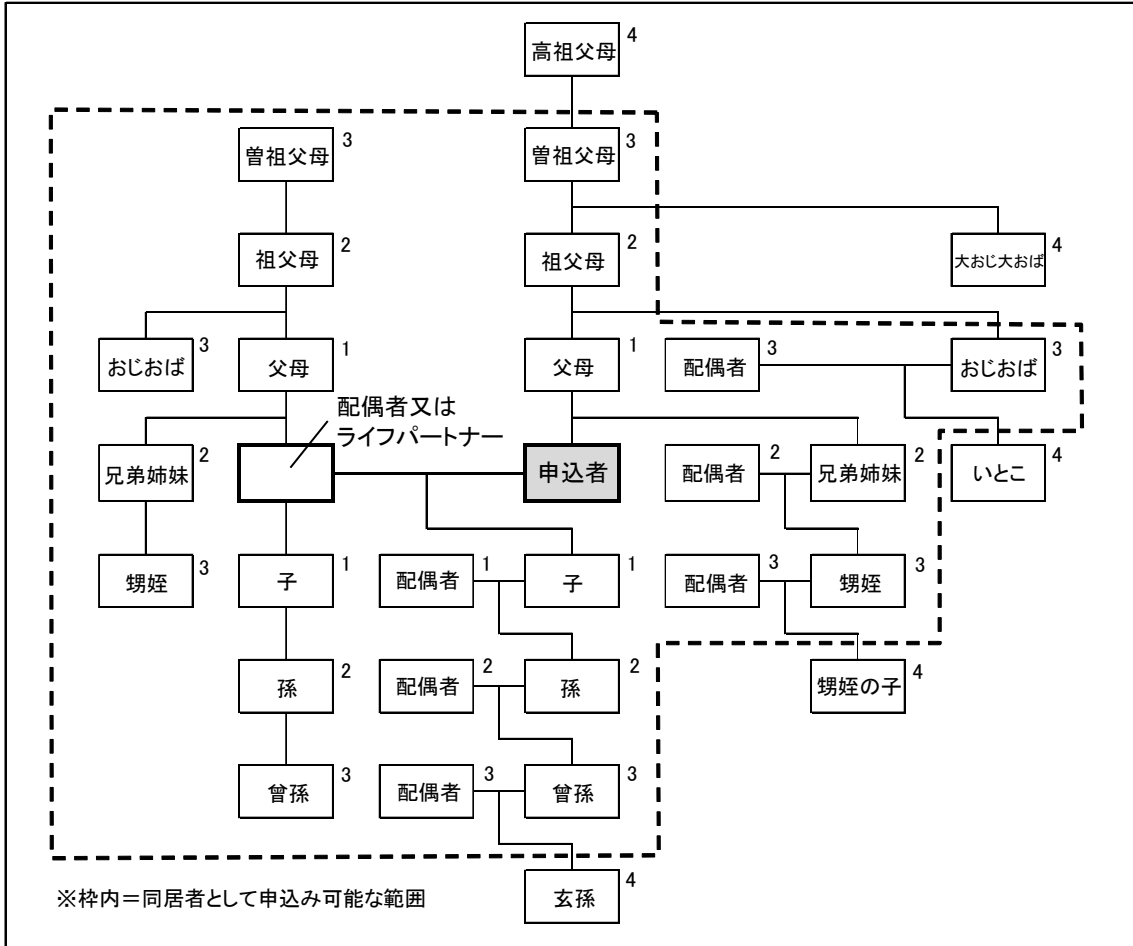 高祖父母 4
曽祖父母 3
曽祖父母 3
祖父母 2
祖父母 2
大おじ大おば 4
おじおば 3
父母 1
父母 1
配偶者 3
おじおば 3
配偶者又は
ライフパートナー
兄弟姉妹 2
申込者
配偶者 2
兄弟姉妹 2
いとこ 4
甥姪 3
子 1
配偶者 1
子 1
配偶者 3
甥姪 3
孫 2
配偶者 2
孫 2
甥姪の子 4
曾孫 3
配偶者 3
曾孫 3
玄孫 4
※枠内＝同居者として申込み可能な範囲